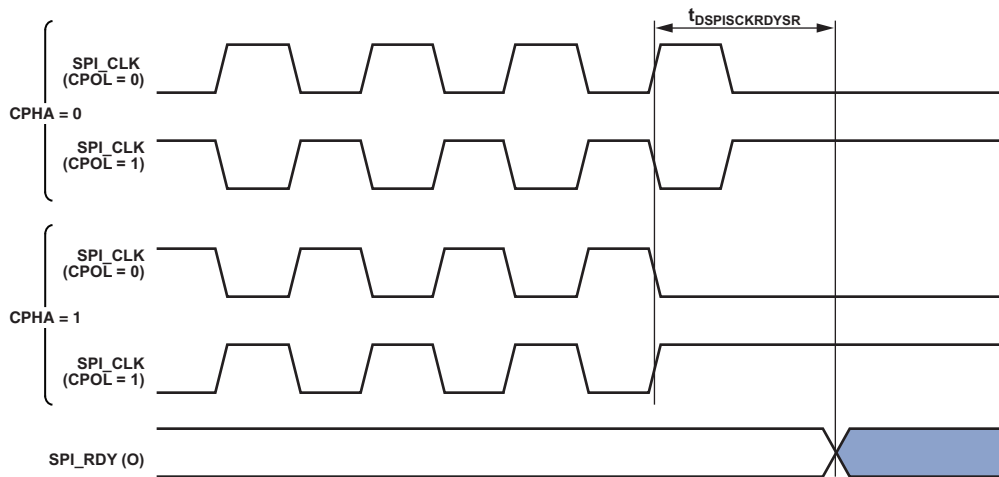 tDSPISCKRDYSR
SPI_CLK
(CPOL = 0)
CPHA = 0
SPI_CLK
(CPOL = 1)
SPI_CLK
(CPOL = 0)
CPHA = 1
SPI_CLK
(CPOL = 1)
SPI_RDY (O)